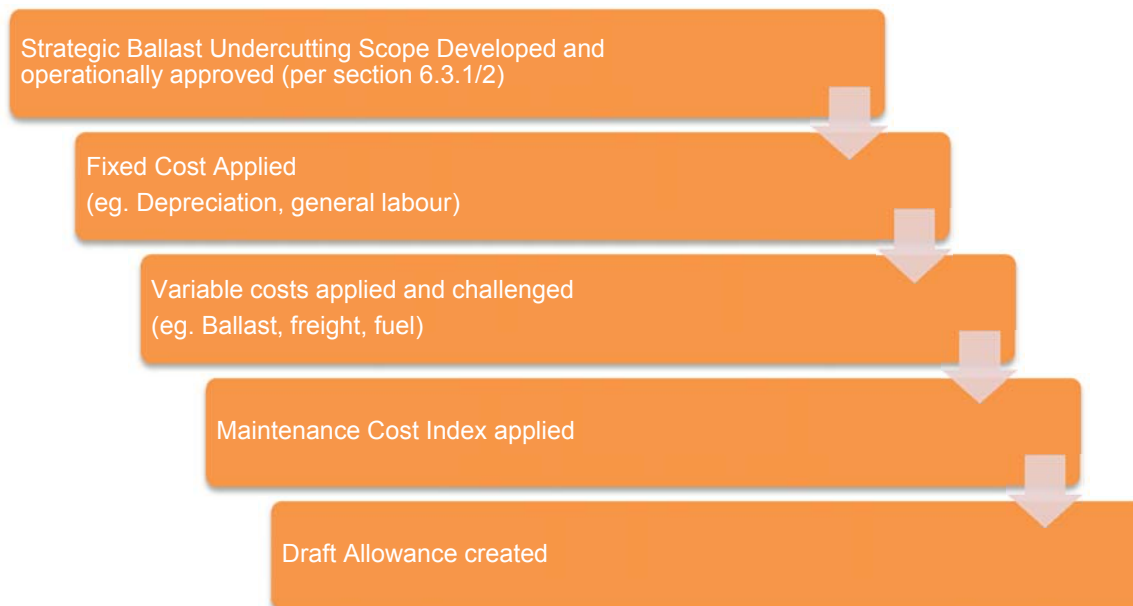 Strategic Ballast Undercutting Scope Developed and
operationally approved (per section 6.3.1/2)
Fixed Cost Applied
(eg. Depreciation, general labour)
Variable costs applied and challenged
(eg. Ballast, freight, fuel)
Maintenance Cost Index applied
Draft Allowance created